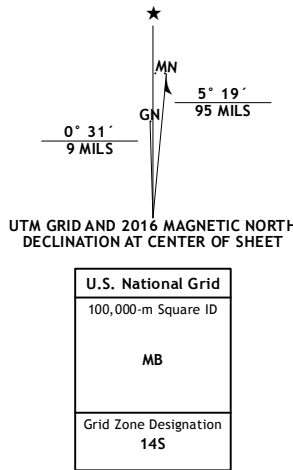 MN
GN
5° 19´
95 MILS
0° 31´
9 MILS
UTM GRID AND 2016 MAGNETIC NORTH
DECLINATION AT CENTER OF SHEET
U.S. National Grid
100,000-m Square ID
MB
Grid Zone Designation
14S